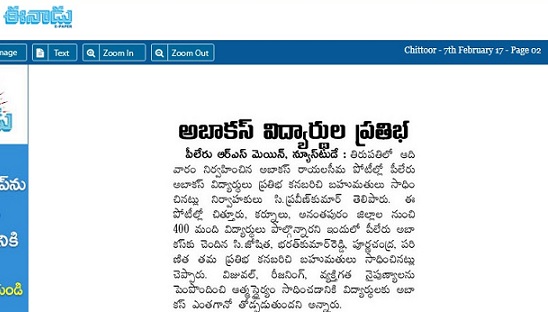 ఈనాడు
E-PAPER
mage
Text
Zoom In
Zoom Out
Chittoor - 7th February 17 - Page 02
అబాకస్ విద్యార్థుల ప్రతిభ
పీలేరు ఆర్ఎస్ మెయిన్, న్యూస్‌టుడే : తిరుపతిలో ఆది
వారం నిర్వహించిన అబాకస్ రాయలసీమ పోటీల్లో పీలేరు
అబాకస్ విద్యార్థులు ప్రతిభ కనబరిచి బహుమతులు సాధిం
చినట్లు నిర్వాహకులు సి.ప్రవీణ్‌కుమార్ తెలిపారు. ఈ
పోటీల్లో చిత్తూరు, కర్నూలు, అనంతపురం జిల్లాల నుంచి
400 మంది విద్యార్థులు పాల్గొన్నారని ఇందులో పీలేరు అబా
కస్‌కు చెందిన సి.జోషిత, భరత్‌కుమార్‌రెడ్డి, పూర్ణచంద్ర, పరి
ణిత తమ ప్రతిభ కనబరిచి బహుమతులు సాధించినట్లు
చెప్పారు. విజువల్, రీజనింగ్, వ్యక్తిగత నైపుణ్యాలను
పెంపొందించి ఆత్మస్థైర్యం సాధించడానికి విద్యార్థులకు అబా
కస్ ఎంతగానో తోడ్పడుతుందని అన్నారు.